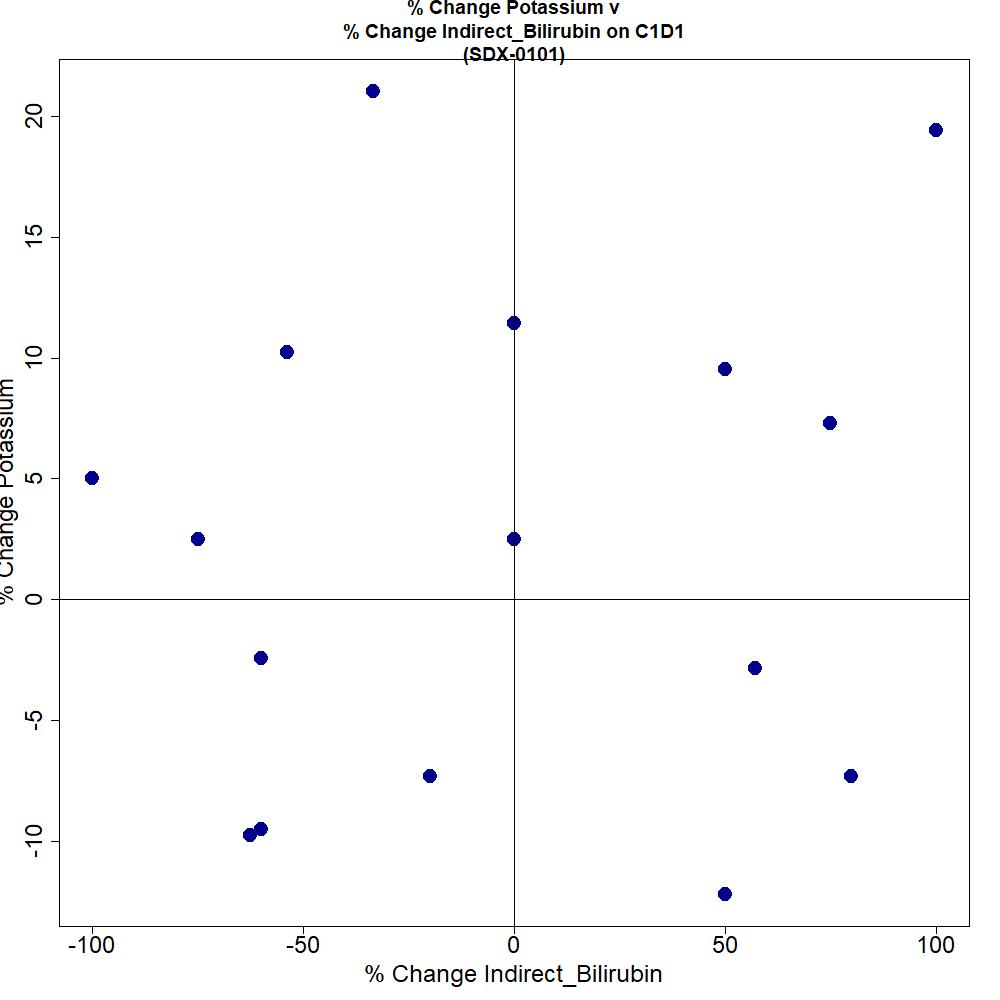 % Change Potassium v
% Change Indirect_Bilirubin on C1D1
(SDX-0101)
% Change Potassium
20
15
10
5
0
-5
-10
-100
-50
0
50
100
% Change Indirect_Bilirubin